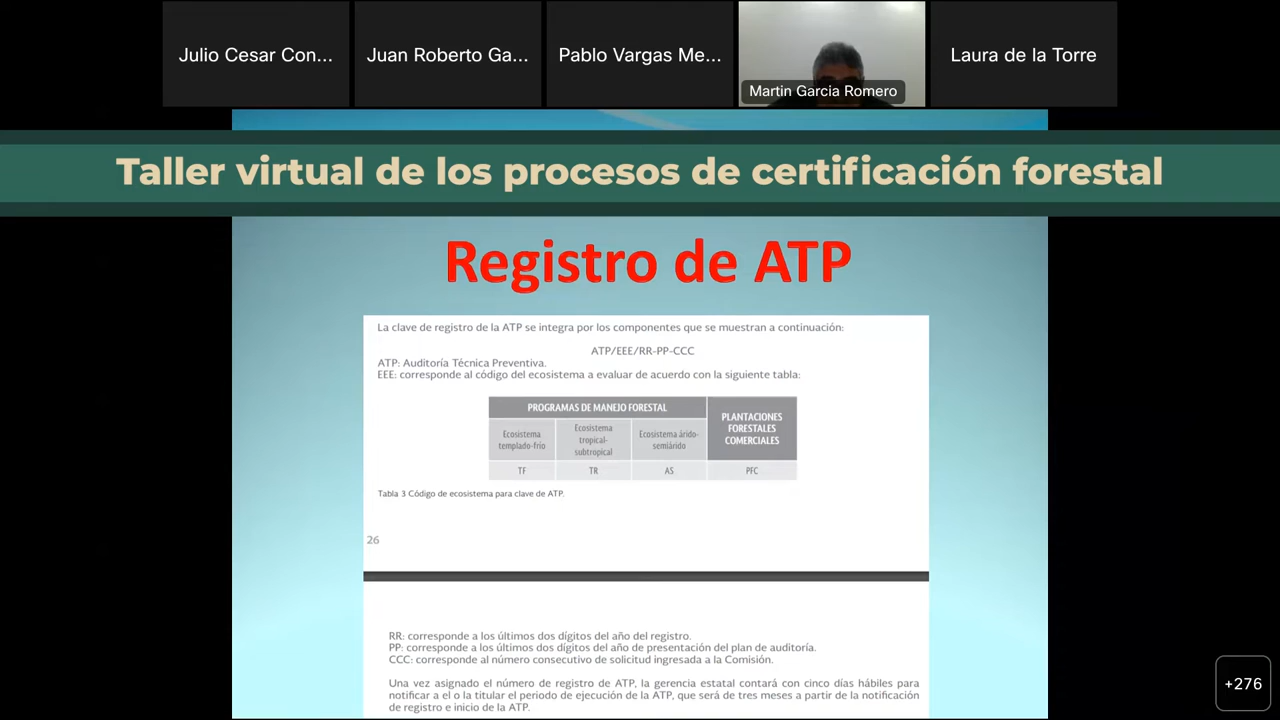 Julio Cesar Con...
Juan Roberto Ga...
Pablo Vargas Me...
Martin Garcia Romero
Laura de la Torre
Taller virtual de los procesos de certificación forestal
Registro de ATP
La clave de registro de la ATP se integra por los componentes que se muestran a continuación:
ATP/EEE/RR-PP-CCC
ATP: Auditoría Técnica Preventiva.
EEE: corresponde al código del ecosistema a evaluar de acuerdo con la siguiente tabla:
PROGRAMAS DE MANEJO FORESTAL
PLANTACIONES
FORESTALES
COMERCIALES
Ecosistema
templado-frío
Ecosistema
tropical-
subtropical
Ecosistema árido-
semiárido
TF
TR
AS
PFC
Tabla 3 Código de ecosistema para clave de ATP.
26
RR: corresponde a los últimos dos dígitos del año del registro.
PP: corresponde a los últimos dos dígitos del año de presentación del plan de auditoría.
CCC: corresponde al número consecutivo de solicitud ingresada a la Comisión.
Una vez asignado el número de registro de ATP, la gerencia estatal contará con cinco días hábiles para
notificar a el o la titular el periodo de ejecución de la ATP, que será de tres meses a partir de la notificación
de registro e inicio de la ATP.
+276